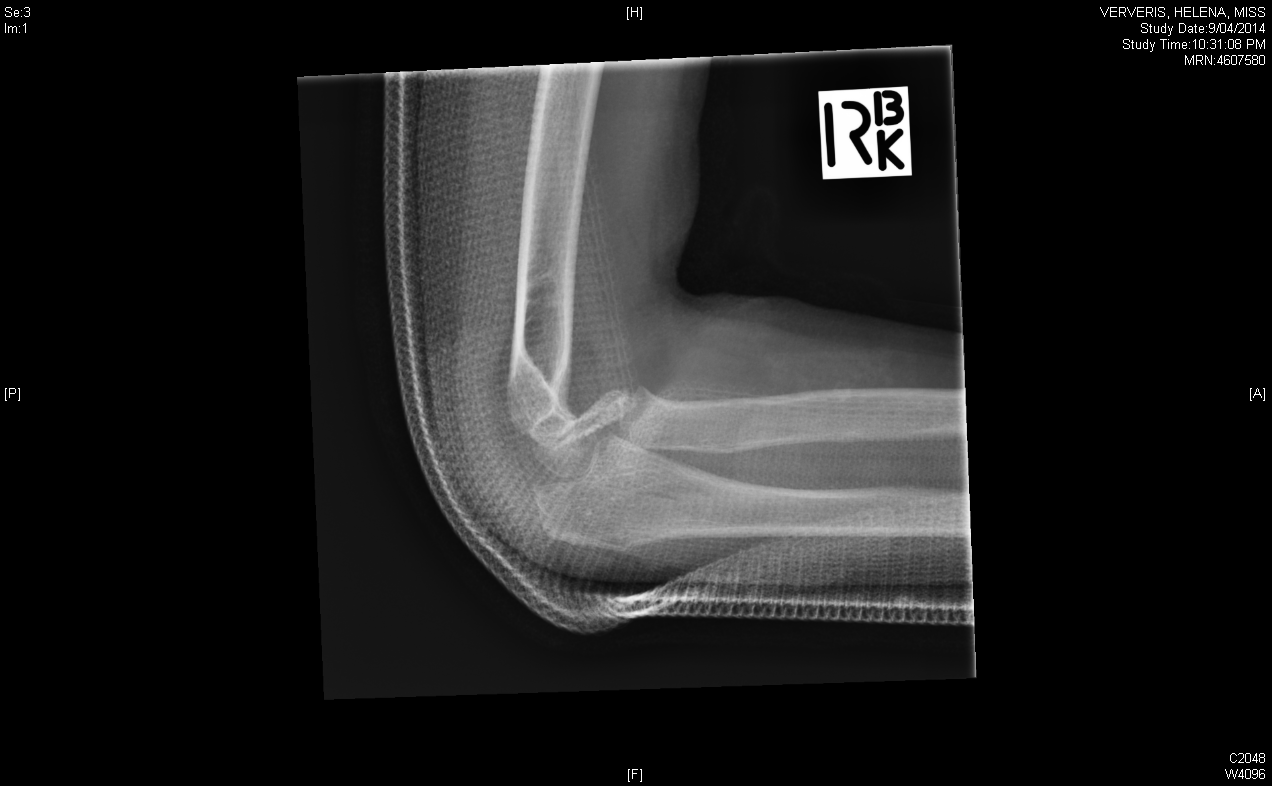 Se:3
Im:1
[H]
VERVERIS, HELENA, MISS
Study Date:9/04/2014
Study Time:10:31:08 PM
MRN:4607580
R B
K
[P]
[A]
[F]
C2048
W4096